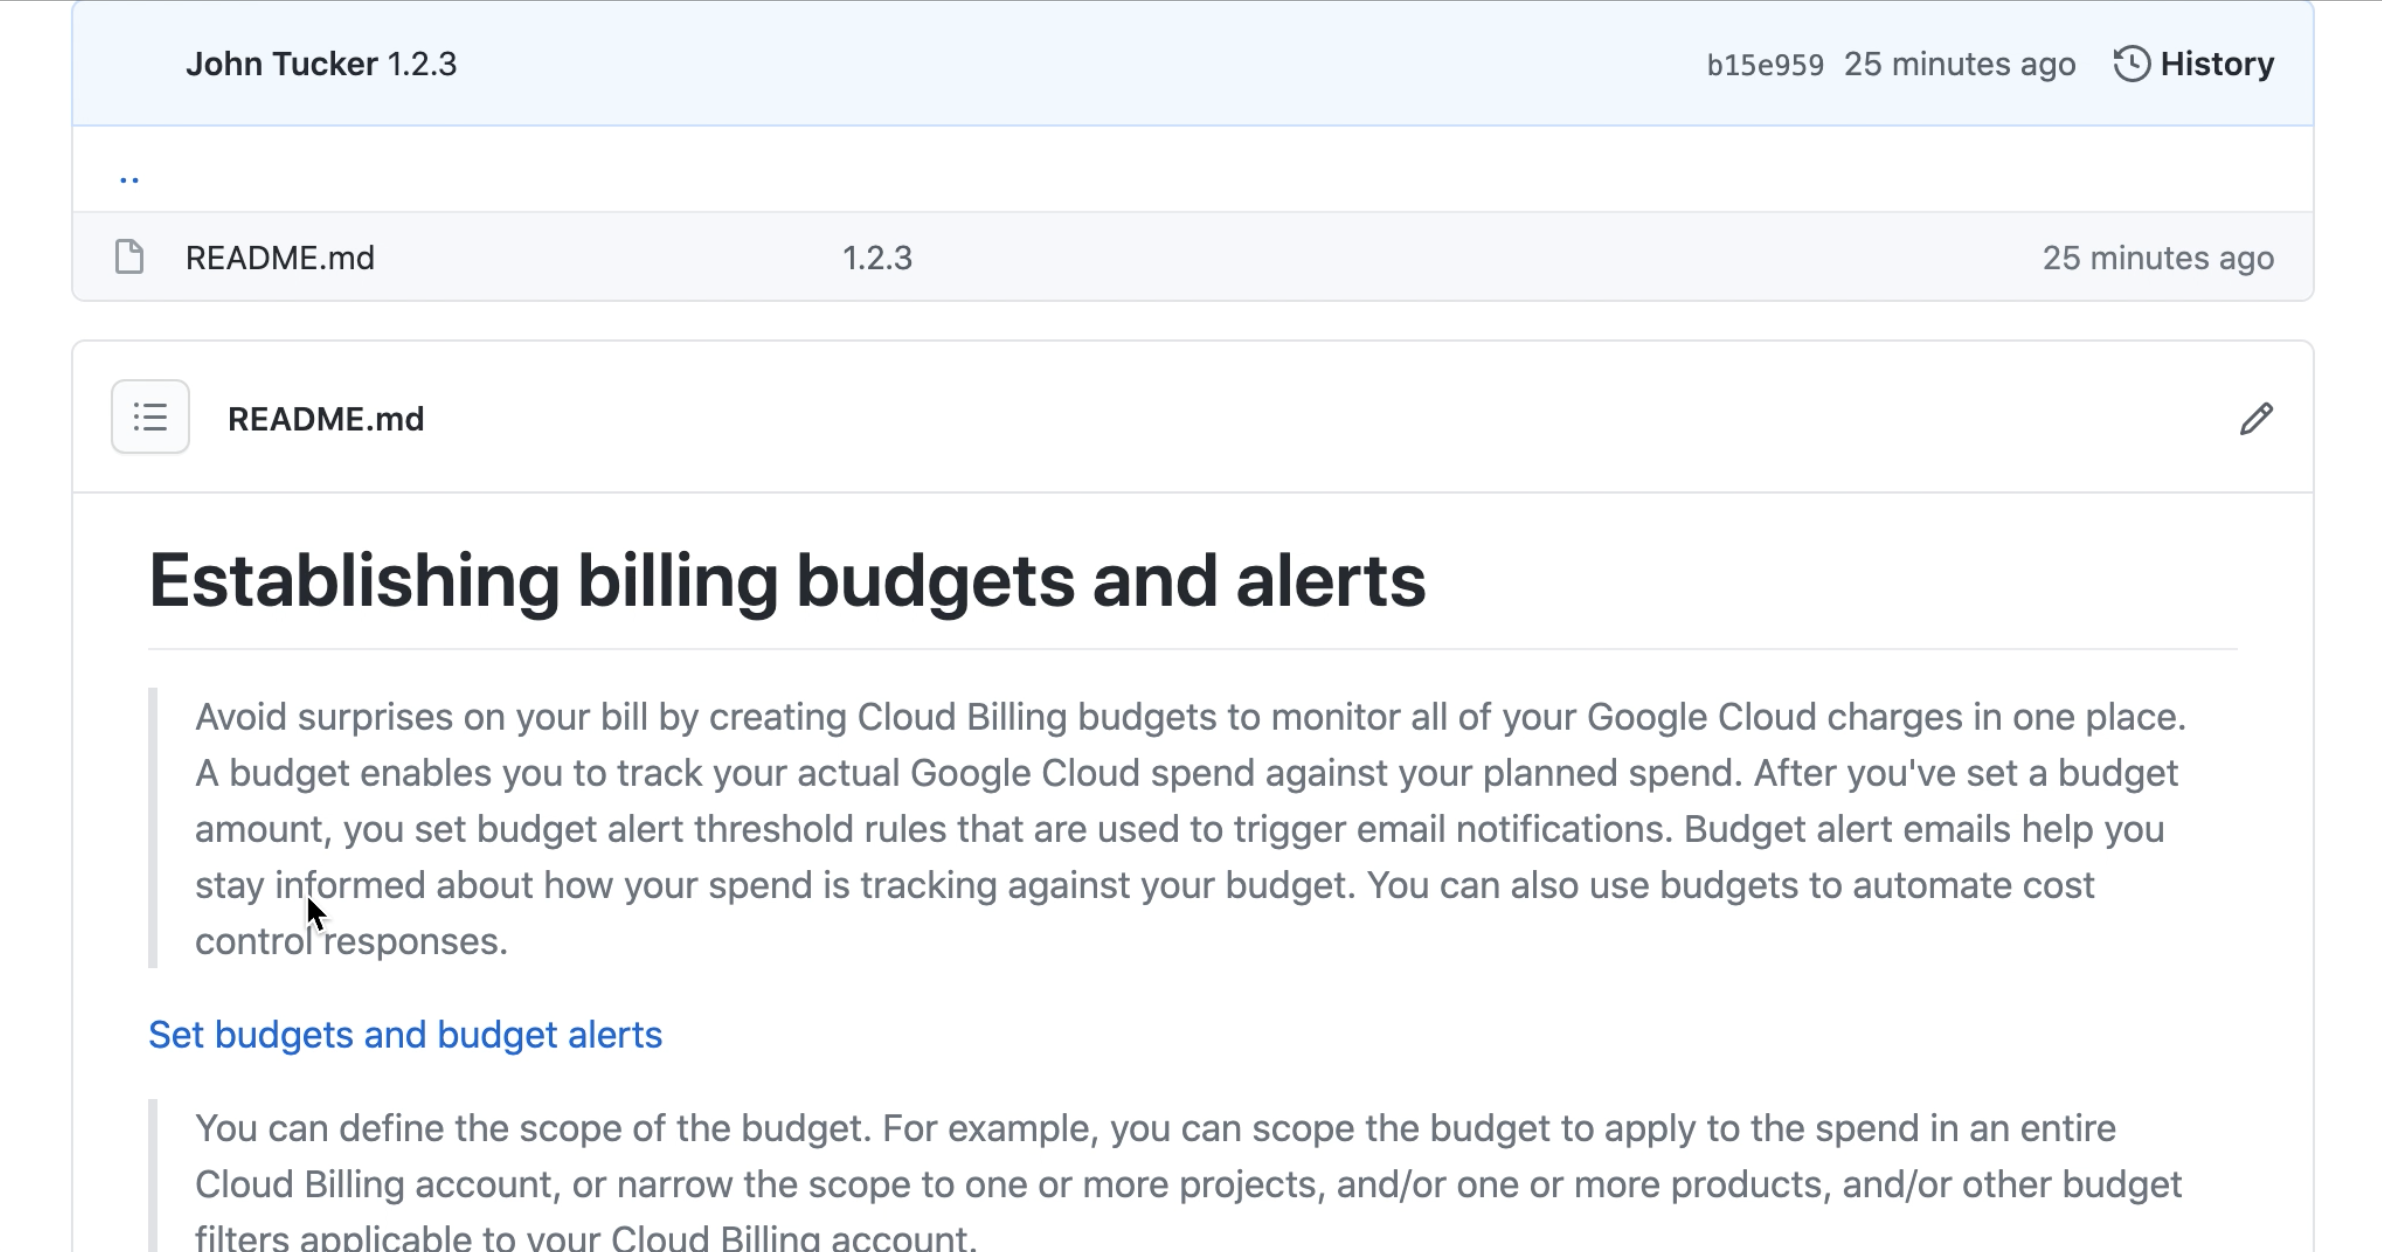 John Tucker 1.2.3
b15e959 25 minutes ago History
..
README.md 1.2.3 25 minutes ago
README.md
Establishing billing budgets and alerts
Avoid surprises on your bill by creating Cloud Billing budgets to monitor all of your Google Cloud charges in one place.
A budget enables you to track your actual Google Cloud spend against your planned spend. After you've set a budget
amount, you set budget alert threshold rules that are used to trigger email notifications. Budget alert emails help you
stay informed about how your spend is tracking against your budget. You can also use budgets to automate cost
control responses.
Set budgets and budget alerts
You can define the scope of the budget. For example, you can scope the budget to apply to the spend in an entire
Cloud Billing account, or narrow the scope to one or more projects, and/or one or more products, and/or other budget
filters applicable to your Cloud Billing account.